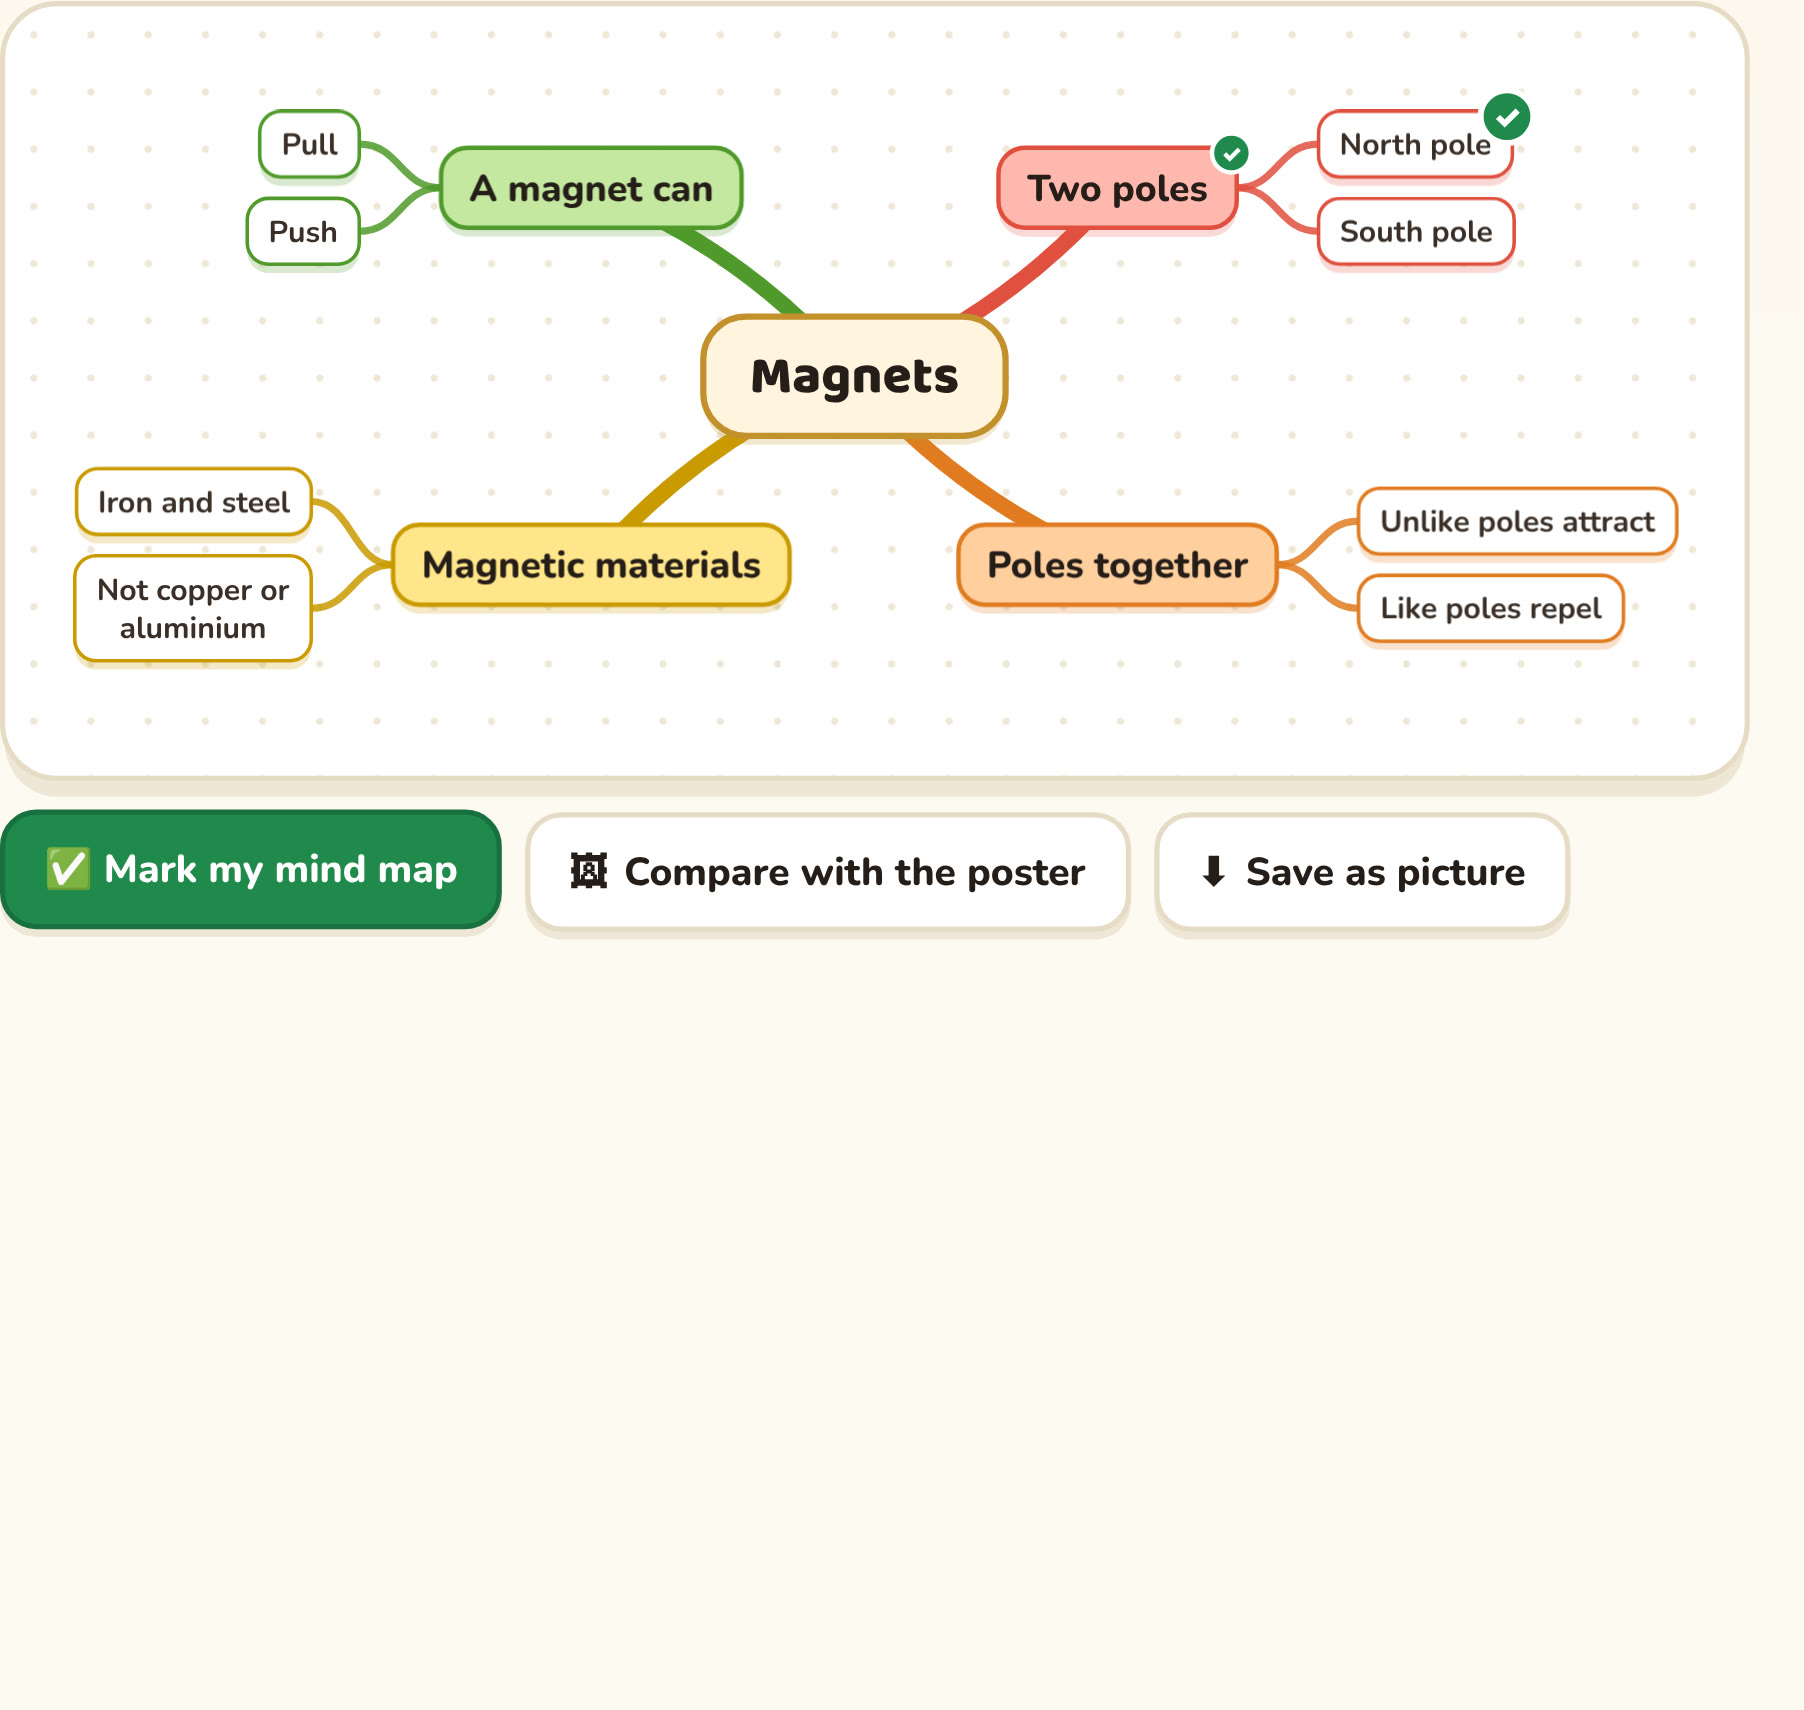 Pull
Push
A magnet can
Two poles
North pole
South pole
Magnets
Iron and steel
Not copper or
aluminium
Magnetic materials
Poles together
Unlike poles attract
Like poles repel
✅ Mark my mind map
🖼 Compare with the poster
⬇ Save as picture